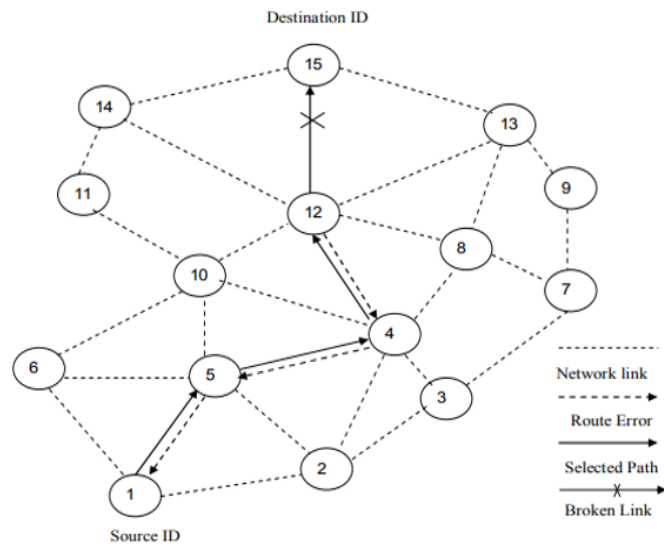 Destination ID
15
14
13
11
9
12
8
10
7
4
6
5
3
2
1
Source ID
Network link
Route Error
Selected Path
Broken Link